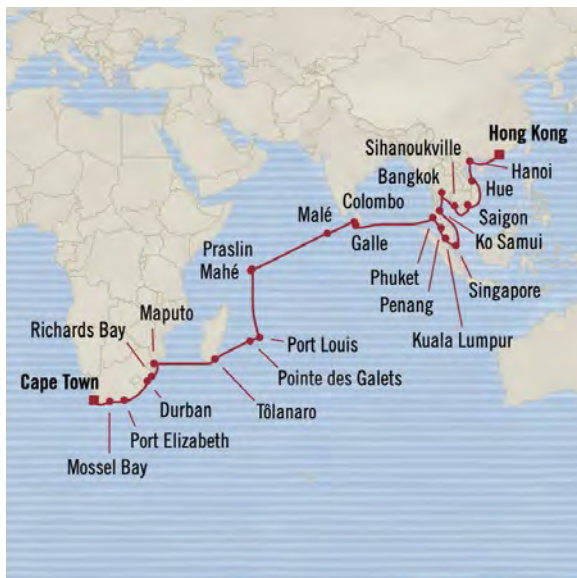 Hong Kong
Sihanoukville
Hanoi
Bangkok
Hue
Colombo
Saigon
Malé
Ko Samui
Galle
Praslin
Mahé
Phuket
Singapore
Penang
Maputo
Kuala Lumpur
Richards Bay
Port Louis
Cape Town
Pointe des Galets
Durban
Tôlanaro
Port Elizabeth
Mossel Bay